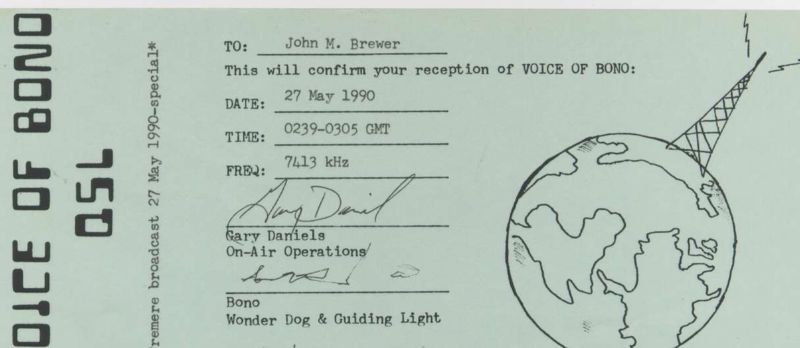 OICE OF BONO
QSL
remere broadcast 27 May 1990-special*
TO: John M. Brewer
This will confirm your reception of VOICE OF BONO:
DATE: 27 May 1990
TIME: 0239-0305 GMT
FREQ: 7413 kHz
Gary Daniel
Gary Daniels
On-Air Operations
Bono
Wonder Dog & Guiding Light